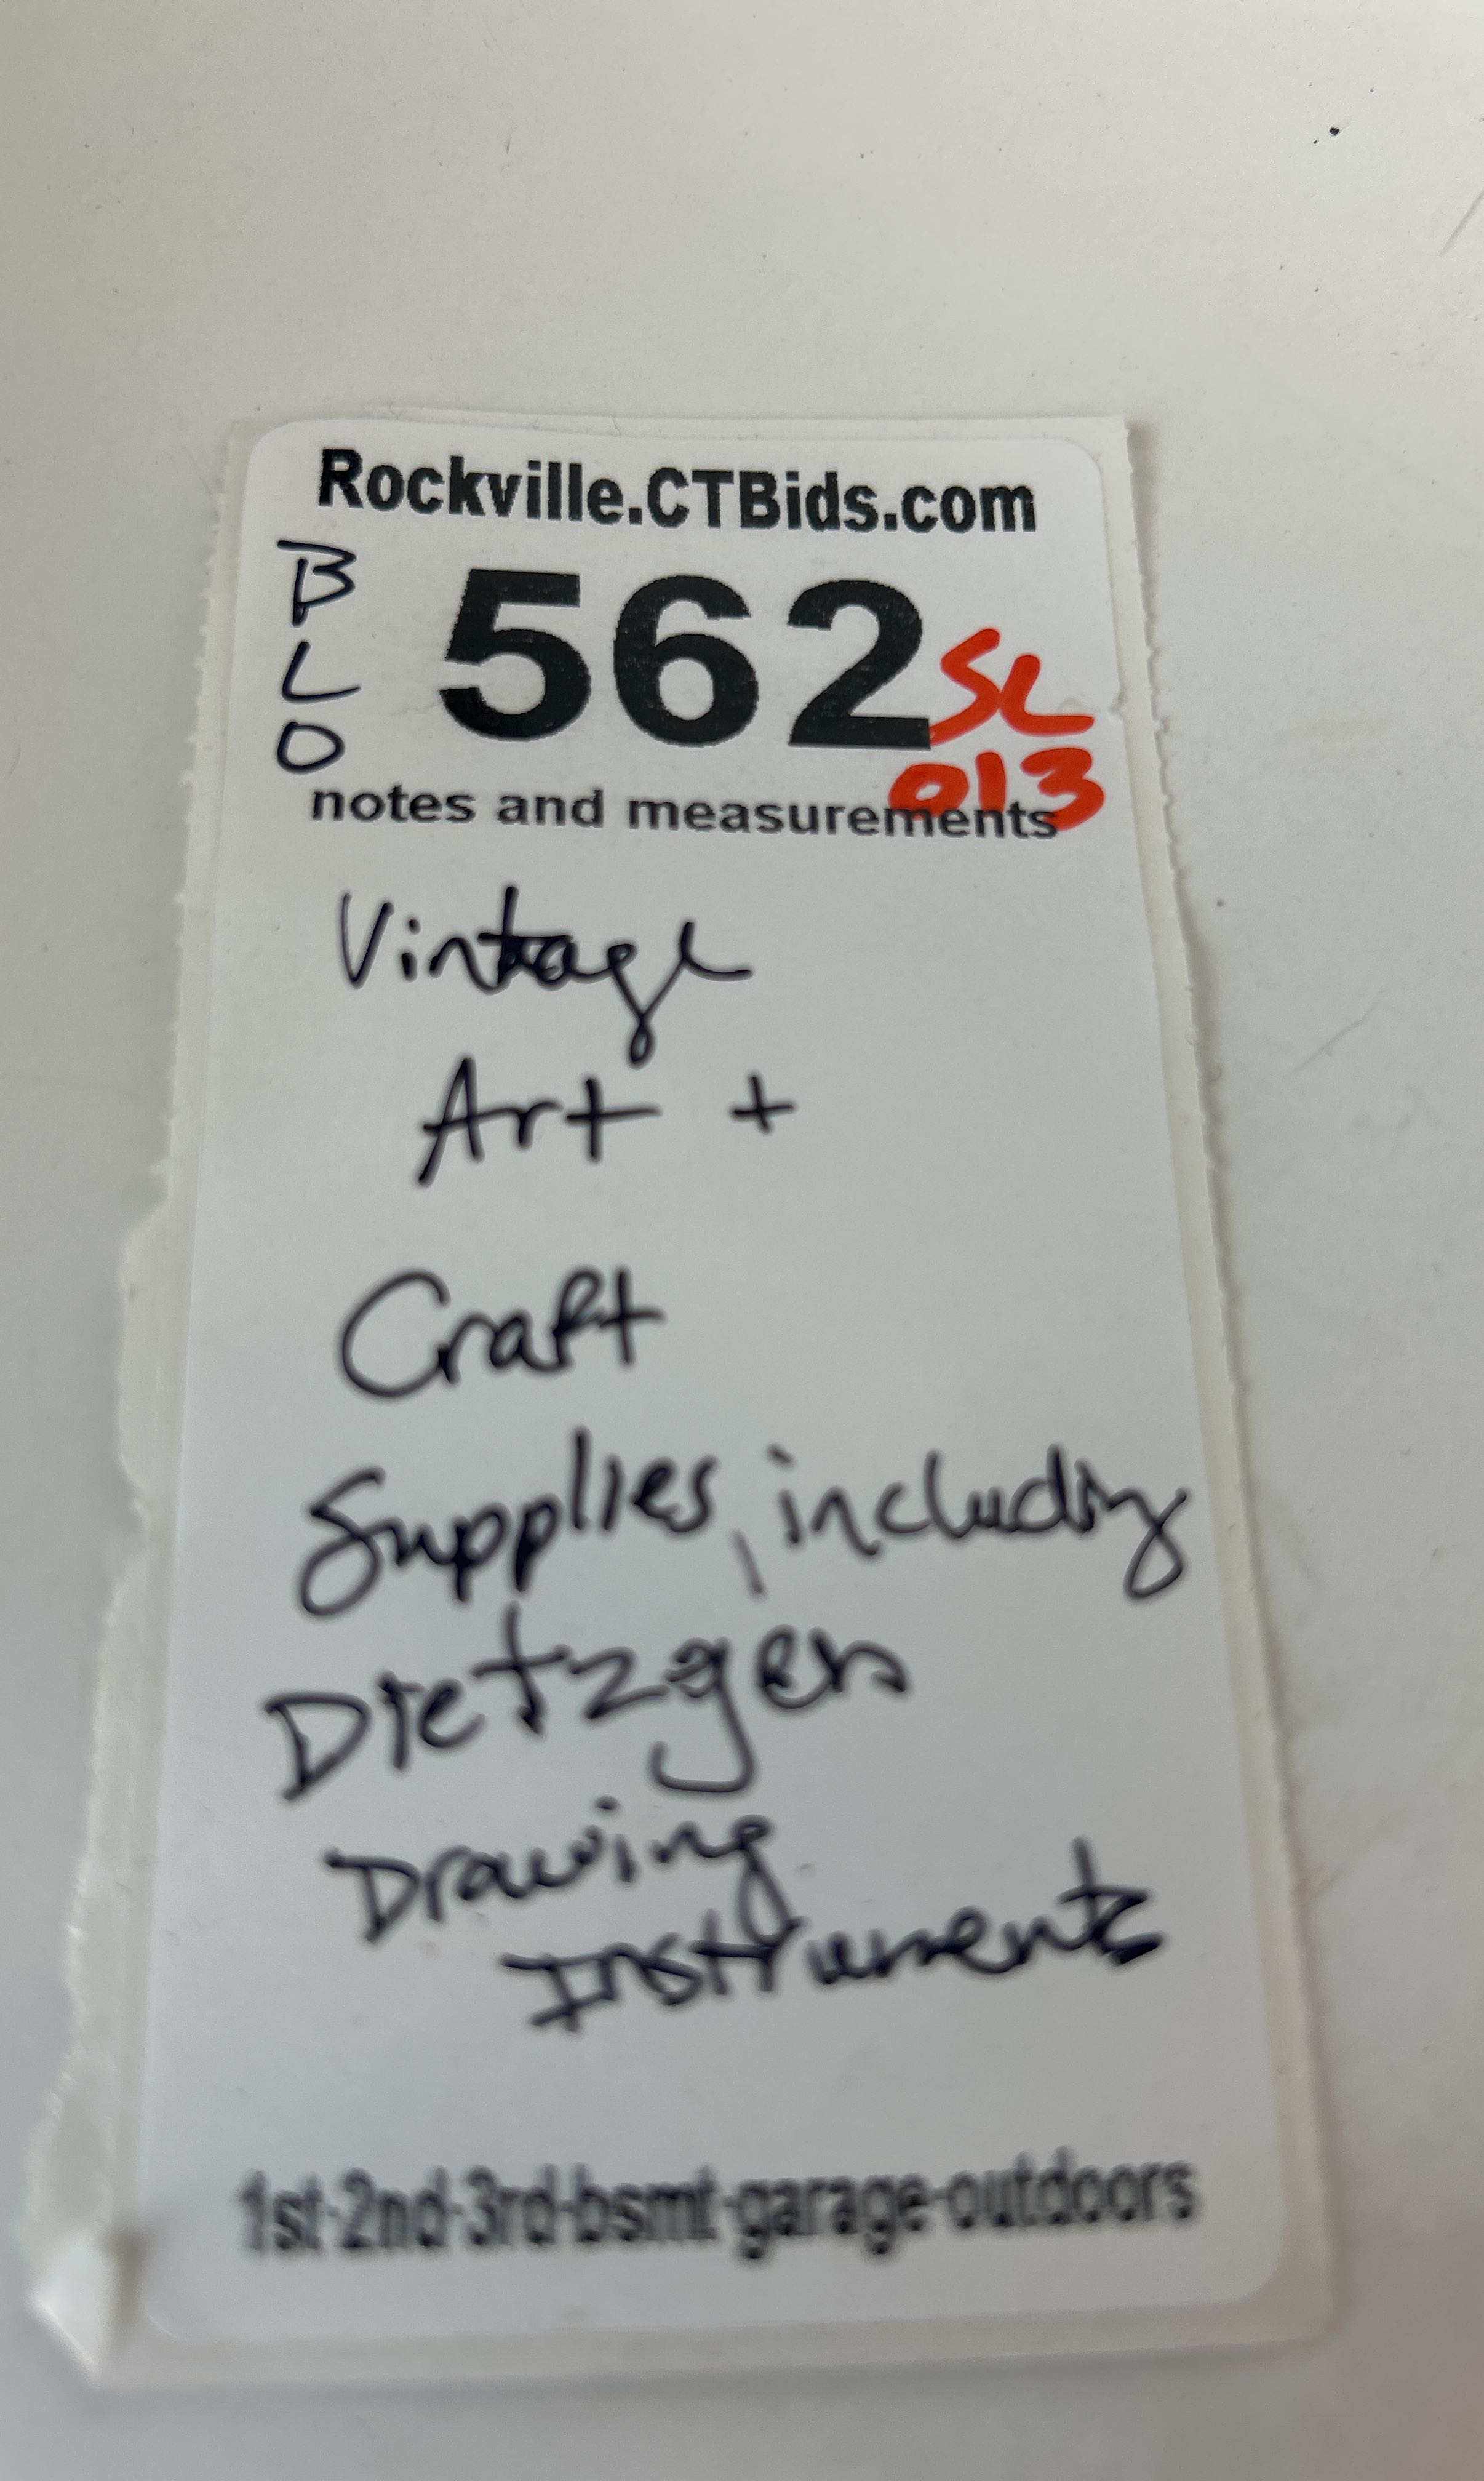 Rockville.CTBids.com
B
L
O
562
SL
013
notes and measurements
Vintage
Art +
Craft
Supplies, including
Dietzgen
Drawing
Instruments
1st-2nd-3rd-bsmt-garage-outdoors